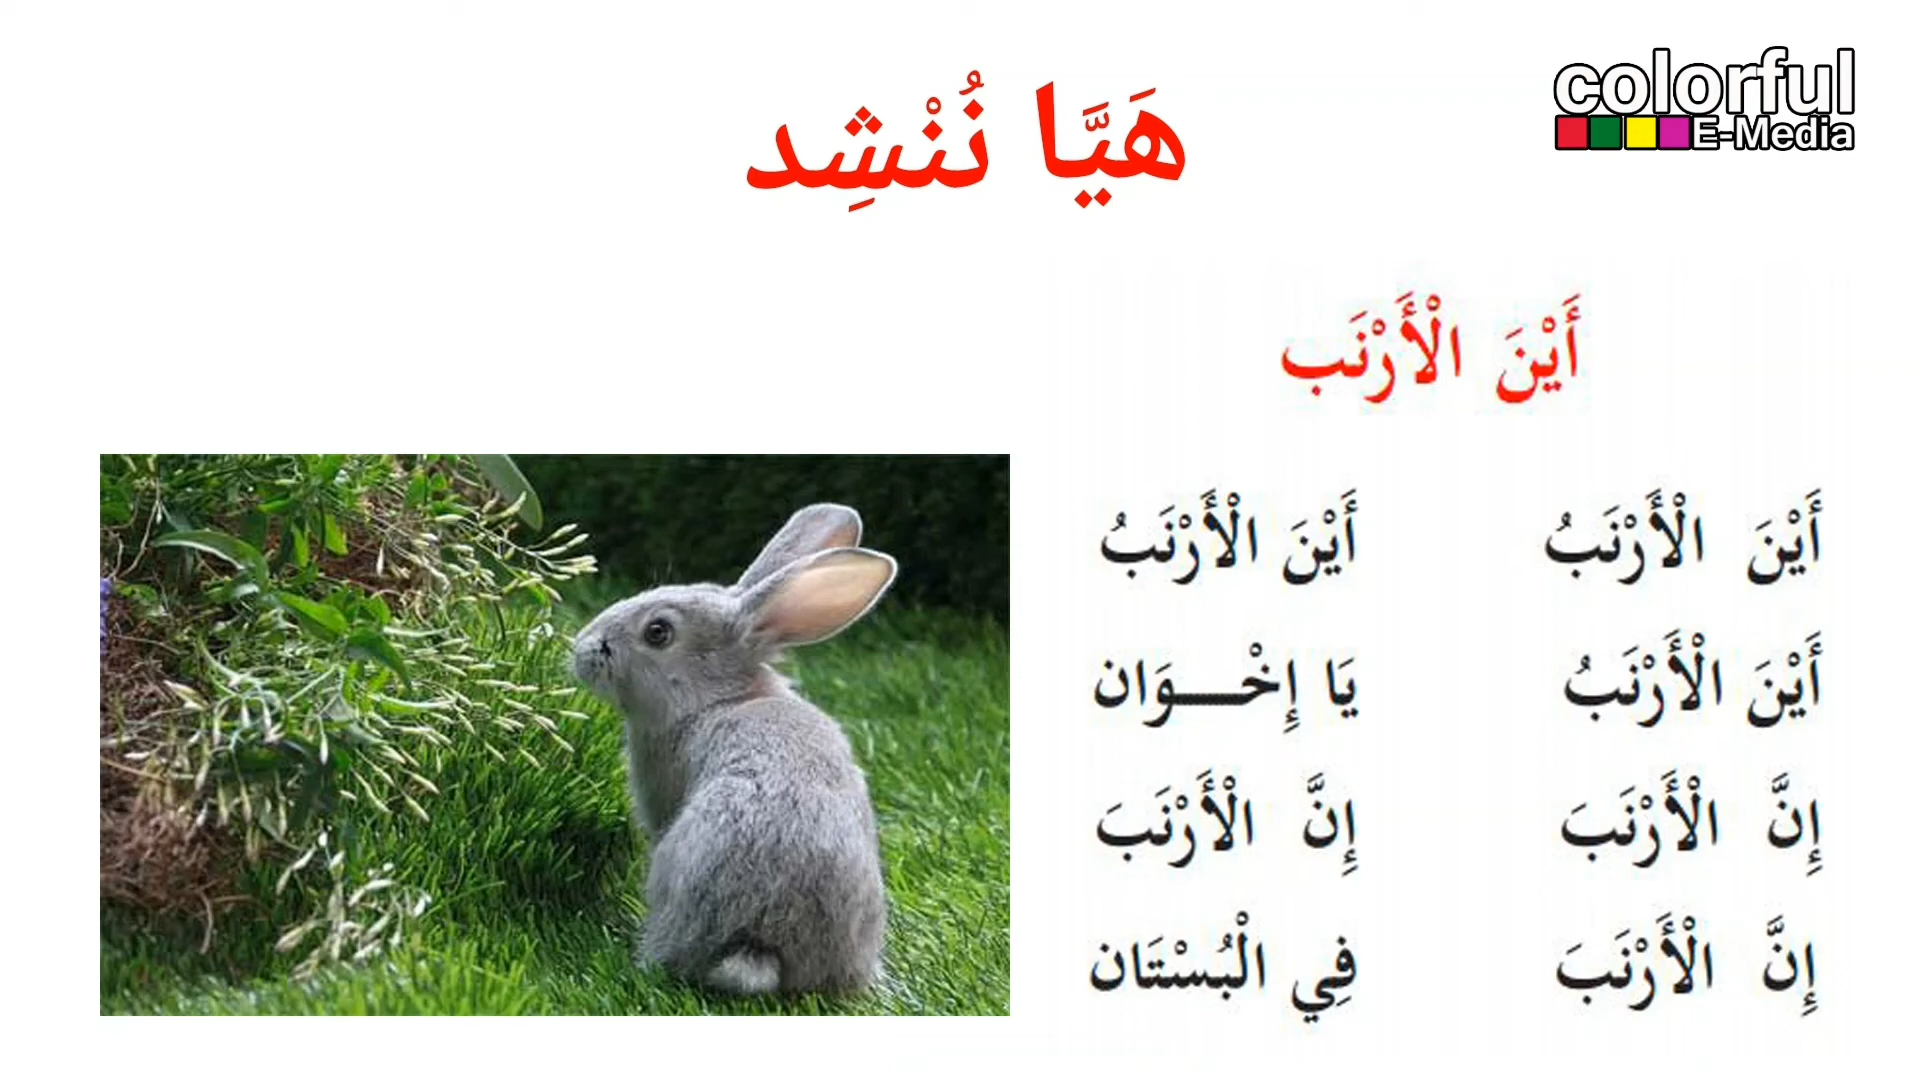 colorful
E-Media
هَيَّا نُنْشِد
أَيْنَ الْأَرْنَب
أَيْنَ الْأَرْنَبُ أَيْنَ الْأَرْنَبُ
أَيْنَ الْأَرْنَبُ يَا إِخْـــوَان
إِنَّ الْأَرْنَبَ إِنَّ الْأَرْنَبَ
إِنَّ الْأَرْنَبَ فِي الْبُسْتَان